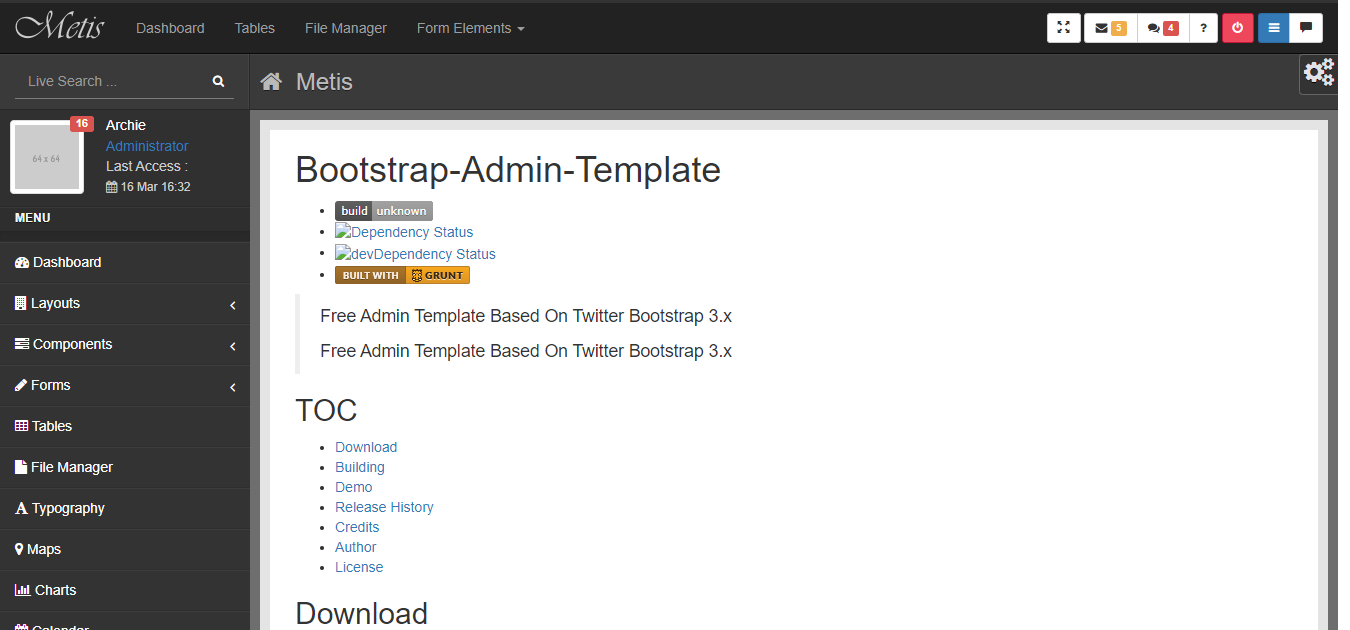 Metis
Dashboard Tables File Manager Form Elements
5 4 ?
Live Search ...
Metis
16
64 x 64
Archie
Administrator
Last Access :
16 Mar 16:32
MENU
Dashboard
Layouts
Components
Forms
Tables
File Manager
Typography
Maps
Charts
Calendar
Bootstrap-Admin-Template
build unknown
Dependency Status
devDependency Status
BUILT WITH GRUNT
Free Admin Template Based On Twitter Bootstrap 3.x
Free Admin Template Based On Twitter Bootstrap 3.x
TOC
Download
Building
Demo
Release History
Credits
Author
License
Download